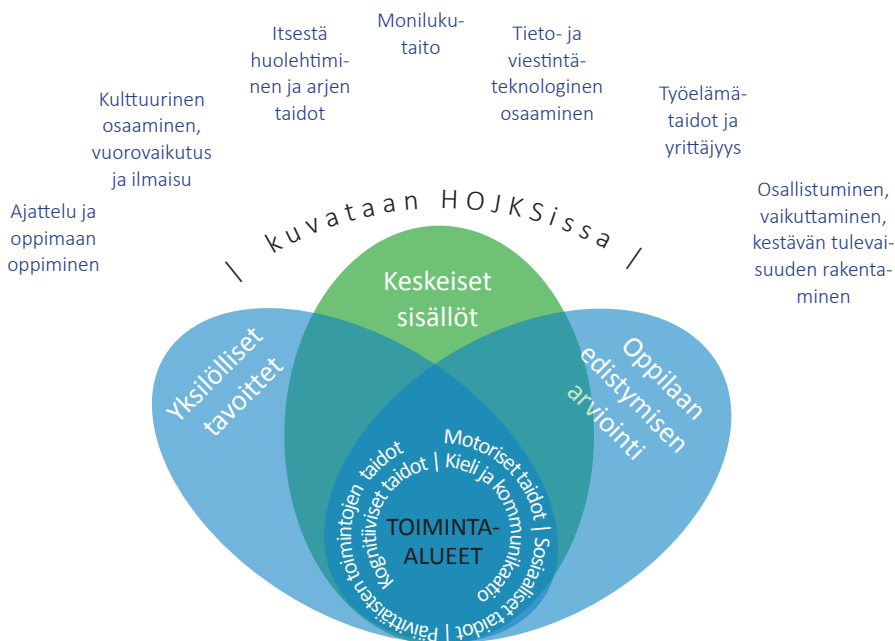 Ajattelu ja
oppimaan
oppiminen
Kulttuurinen
osaaminen,
vuorovaikutus
ja ilmaisu
Itsestä
huolehtimi-
nen ja arjen
taidot
Moniluku-
taito
Tieto- ja
viestintä-
teknologinen
osaaminen
Työelämä-
taidot ja
yrittäjyys
Osallistuminen,
vaikuttaminen,
kestävän tulevai-
suuden rakenta-
minen
| kuvataan HOJKSissa |
Yksilölliset
tavoittet
Keskeiset
sisällöt
Oppilaan
edistymisen
arviointi
Motoriset taidot | Sosiaaliset taidot | Päivittäisten toimintojen taidot
Kognitiiviset taidot | Kieli ja kommunikaatio
TOIMINTA-
ALUEET